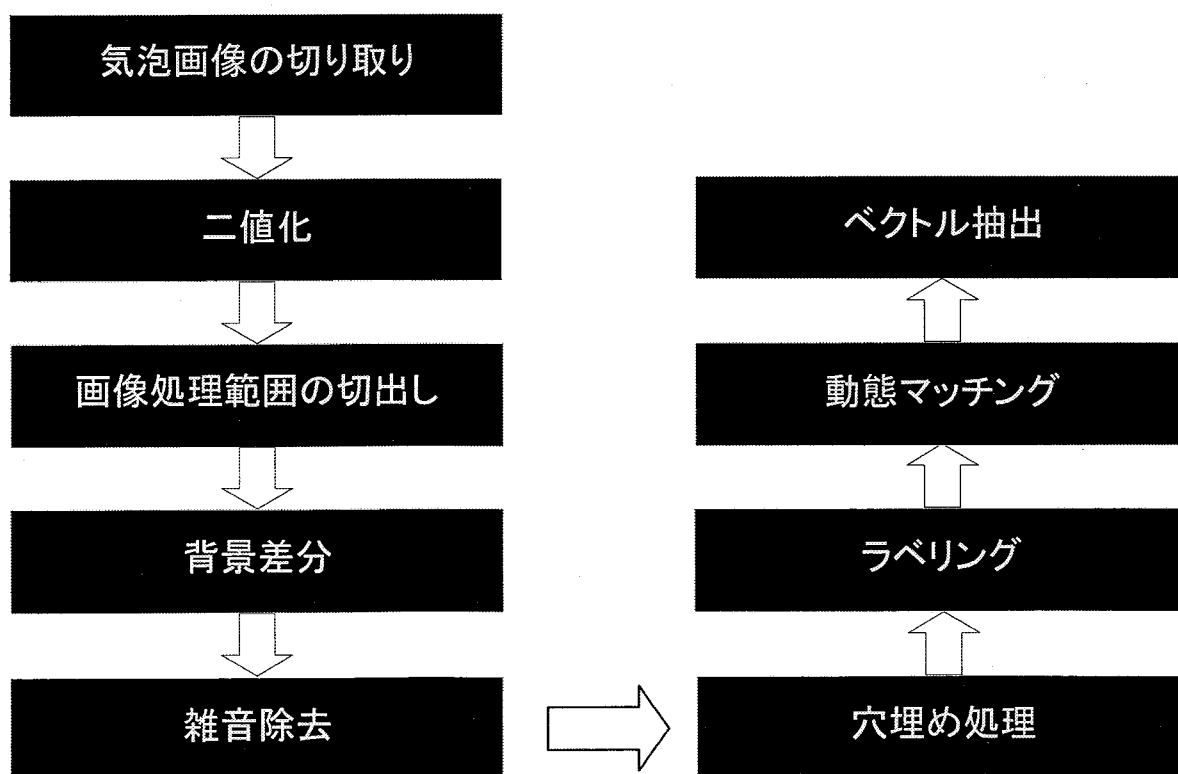 気泡画像の切り取り
二値化
画像処理範囲の切出し
背景差分
雑音除去
穴埋め処理
ラベリング
動態マッチング
ベクトル抽出